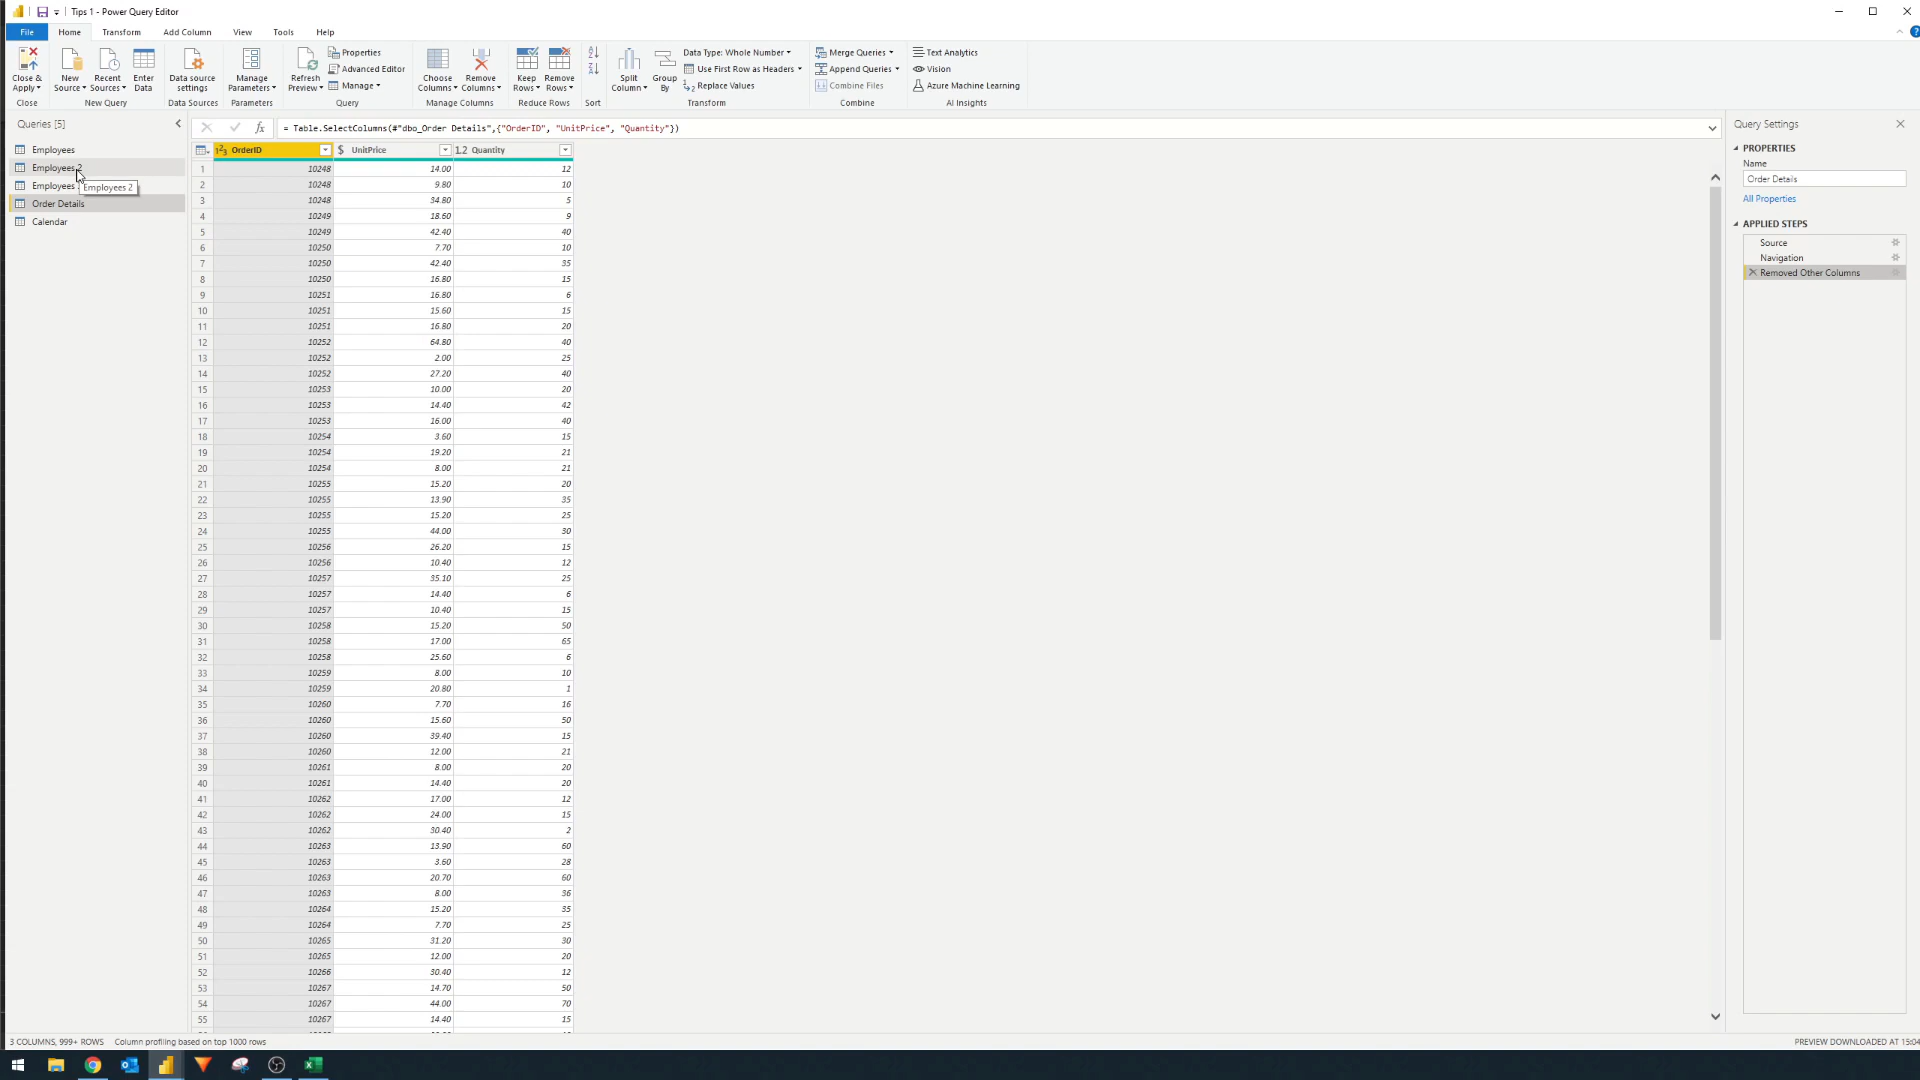 Tips 1 - Power Query Editor
File Home Transform Add Column View Tools Help
Close & Apply
New Source
Recent Sources
Enter Data
Data source settings
Manage Parameters
Refresh Preview
Properties
Advanced Editor
Manage
Choose Columns
Remove Columns
Keep Rows
Remove Rows
Split Column
Group By
Data Type: Whole Number
Use First Row as Headers
Replace Values
Merge Queries
Append Queries
Combine Files
Text Analytics
Vision
Azure Machine Learning
Close New Query Data Sources Parameters Query Manage Columns Reduce Rows Sort Transform Combine AI Insights
Queries [5]
Employees
Employees 2
Employees
Employees 2
Order Details
Calendar
fx = Table.SelectColumns(#"dbo_Order Details",{"OrderID", "UnitPrice", "Quantity"})
1²3 OrderID $ UnitPrice 1.2 Quantity
1 10248 14.00 12
2 10248 9.80 10
3 10248 34.80 5
4 10249 18.60 9
5 10249 42.40 40
6 10250 7.70 10
7 10250 42.40 35
8 10250 16.80 15
9 10251 16.80 6
10 10251 15.60 15
11 10251 16.80 20
12 10252 64.80 40
13 10252 2.00 25
14 10252 27.20 40
15 10253 10.00 20
16 10253 14.40 42
17 10253 16.00 40
18 10254 3.60 15
19 10254 19.20 21
20 10254 8.00 21
21 10255 15.20 20
22 10255 13.90 35
23 10255 15.20 25
24 10255 44.00 30
25 10256 26.20 15
26 10256 10.40 12
27 10257 35.10 25
28 10257 14.40 6
29 10257 10.40 15
30 10258 15.20 50
31 10258 17.00 65
32 10258 25.60 6
33 10259 8.00 10
34 10259 20.80 1
35 10260 7.70 16
36 10260 15.60 50
37 10260 39.40 15
38 10260 12.00 21
39 10261 8.00 20
40 10261 14.40 20
41 10262 17.00 12
42 10262 24.00 15
43 10262 30.40 2
44 10263 13.90 60
45 10263 3.60 28
46 10263 20.70 60
47 10263 8.00 36
48 10264 15.20 35
49 10264 7.70 25
50 10265 31.20 30
51 10265 12.00 20
52 10266 30.40 12
53 10267 14.70 50
54 10267 44.00 70
55 10267 14.40 15
Query Settings
PROPERTIES
Name
Order Details
All Properties
APPLIED STEPS
Source
Navigation
Removed Other Columns
3 COLUMNS, 999+ ROWS Column profiling based on top 1000 rows
PREVIEW DOWNLOADED AT 15:04